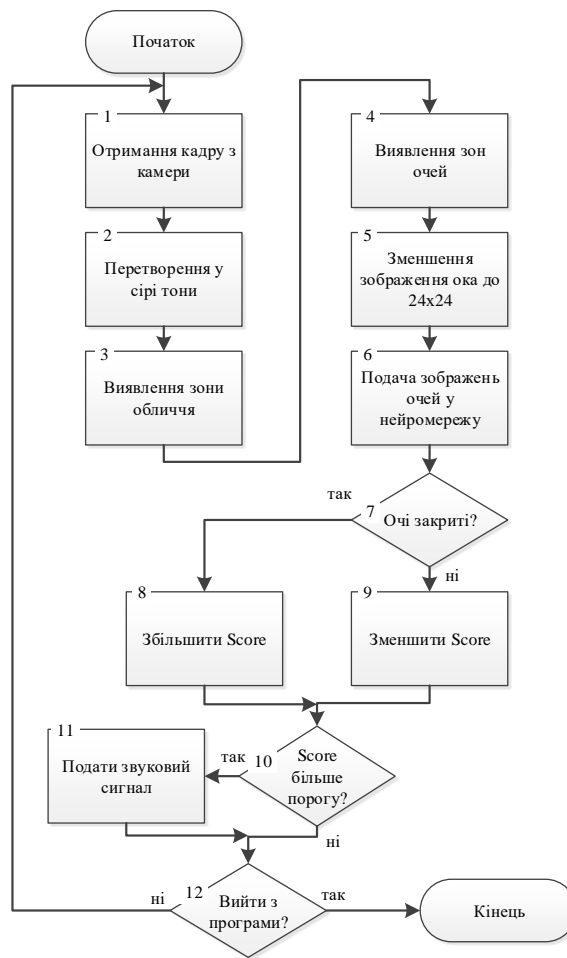 Початок
1
Отримання кадру з
камери
2
Перетворення у
сірі тони
3
Виявлення зони
обличчя
4
Виявлення зон
очей
5
Зменшення
зображення ока до
24x24
6
Подача зображень
очей у
нейромережу
так
7
Очі закриті?
ні
8
Збільшити Score
9
Зменшити Score
10
Score
більше
порогу?
так
ні
11
Подати звуковий
сигнал
12
Вийти з
програми?
ні
так
Кінець